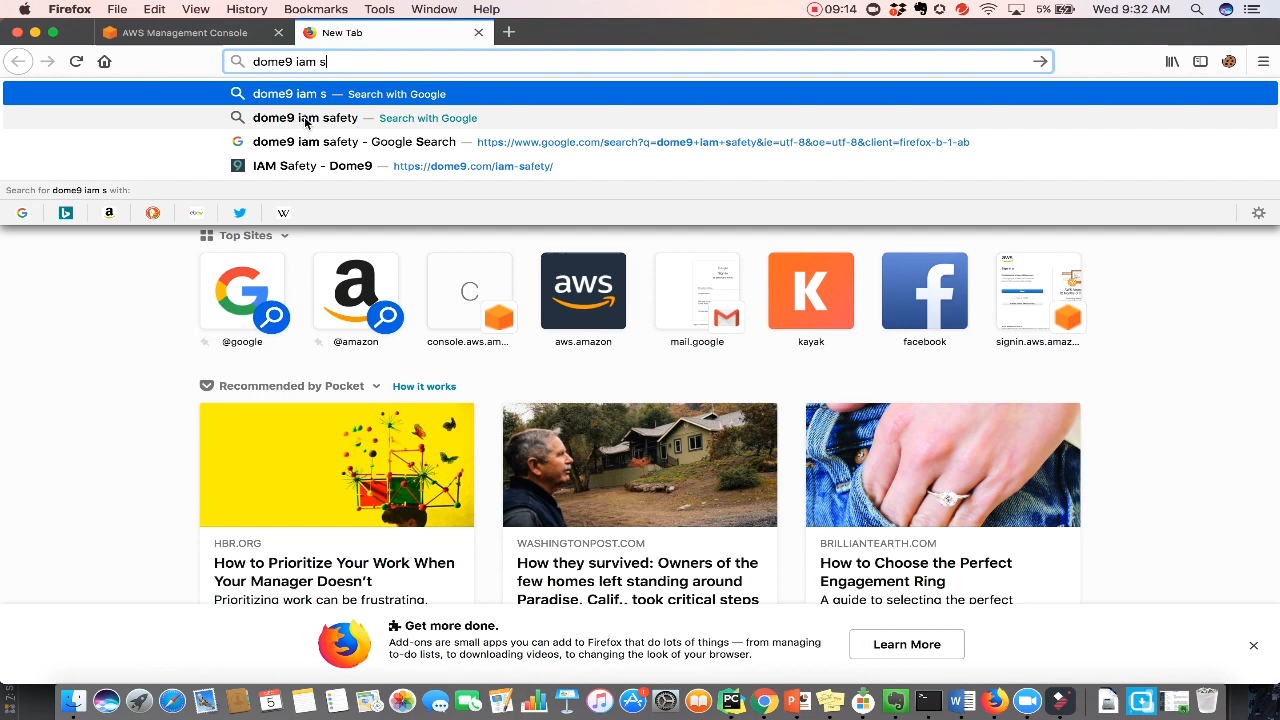 Firefox File Edit View History Bookmarks Tools Window Help 09:14 5% Wed 9:32 AM
AWS Management Console New Tab
dome9 iam s
dome9 iam s — Search with Google
dome9 iam safety — Search with Google
dome9 iam safety - Google Search — https://www.google.com/search?q=dome9+iam+safety&ie=utf-8&oe=utf-8&client=firefox-b-1-ab
IAM Safety - Dome9 — https://dome9.com/iam-safety/
Search for dome9 iam s with:
Top Sites
aws
@google @amazon console.aws.am... aws.amazon mail.google kayak facebook signin.aws.amaz...
Recommended by Pocket How it works
HBR.ORG
How to Prioritize Your Work When
Your Manager Doesn't
Prioritizing work can be frustrating,
WASHINGTONPOST.COM
How they survived: Owners of the
few homes left standing around
Paradise, Calif., took critical steps
BRILLIANTEARTH.COM
How to Choose the Perfect
Engagement Ring
A guide to selecting the perfect
Get more done.
Add-ons are small apps you can add to Firefox that do lots of things — from managing
to-do lists, to downloading videos, to changing the look of your browser.
Learn More